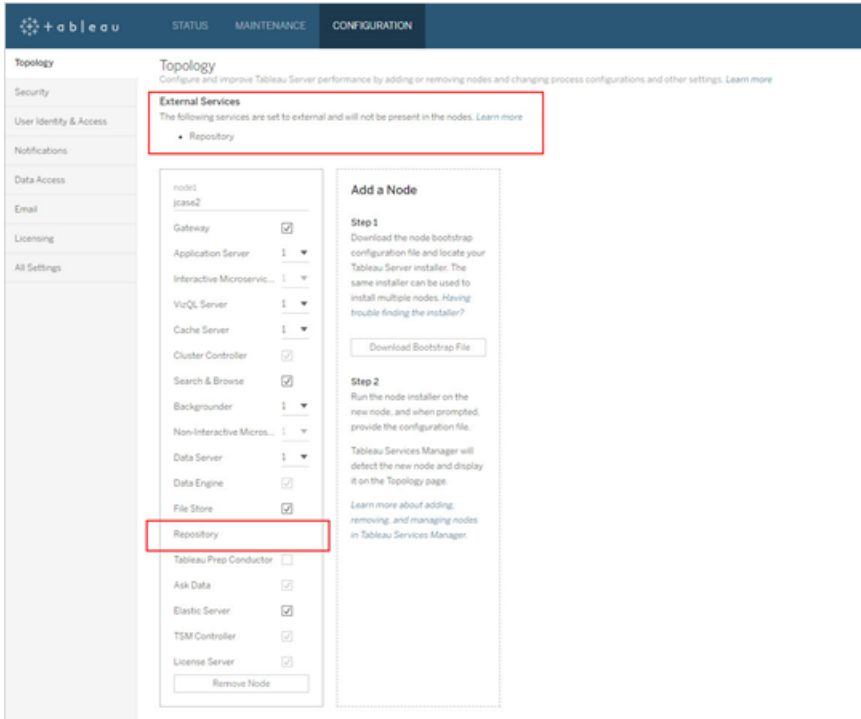 + a b | e a u
STATUS
MAINTENANCE
CONFIGURATION
Topology
Security
User Identity & Access
Notifications
Data Access
Email
Licensing
All Settings
Topology
Configure and improve Tableau Server performance by adding or removing nodes and changing process configurations and other settings. Learn more
External Services
The following services are set to external and will not be present in the nodes. Learn more
• Repository
node1
jcase2
Gateway
Application Server 1
Interactive Microservic... 1
VizQL Server 1
Cache Server 1
Cluster Controller
Search & Browse
Backgrounder 1
Non-Interactive Micros... 1
Data Server 1
Data Engine
File Store
Repository
Tableau Prep Conductor
Ask Data
Elastic Server
TSM Controller
License Server
Remove Node
Add a Node
Step 1
Download the node bootstrap
configuration file and locate your
Tableau Server installer. The
same installer can be used to
install multiple nodes. Having
trouble finding the installer?
Download Bootstrap File
Step 2
Run the node installer on the
new node, and when prompted,
provide the configuration file.
Tableau Services Manager will
detect the new node and display
it on the Topology page.
Learn more about adding,
removing, and managing nodes
in Tableau Services Manager.